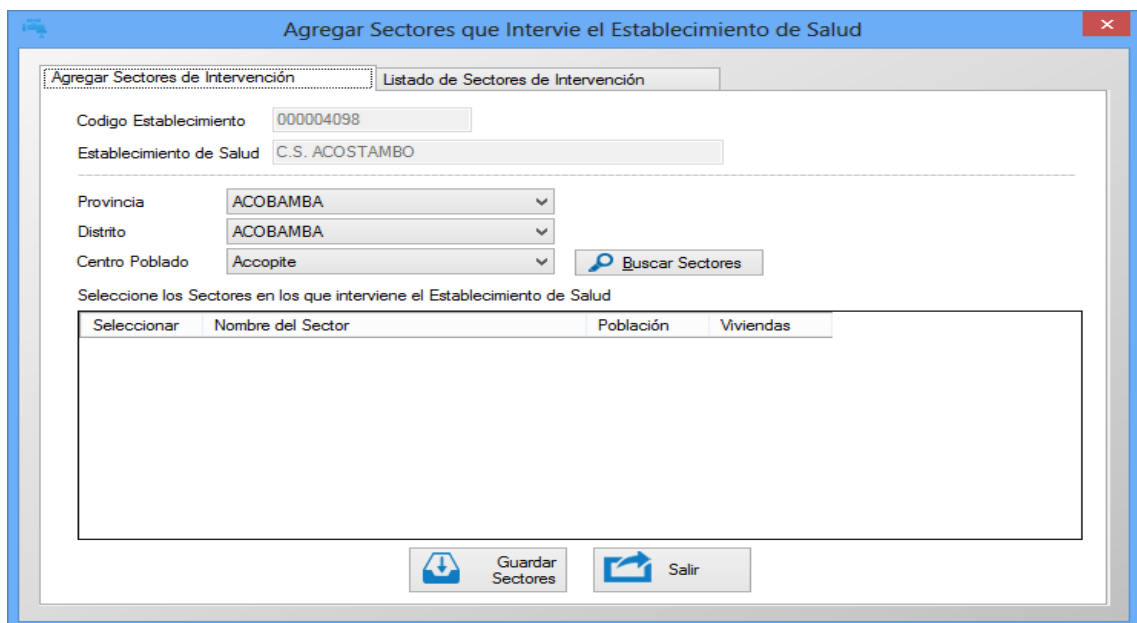 Agregar Sectores que Intervie el Establecimiento de Salud
Agregar Sectores de Intervención
Listado de Sectores de Intervención
Codigo Establecimiento 000004098
Establecimiento de Salud C.S. ACOSTAMBO
Provincia ACOBAMBA
Distrito ACOBAMBA
Centro Poblado Accopite Buscar Sectores
Seleccione los Sectores en los que interviene el Establecimiento de Salud
Seleccionar Nombre del Sector Población Viviendas
Guardar
Sectores
Salir